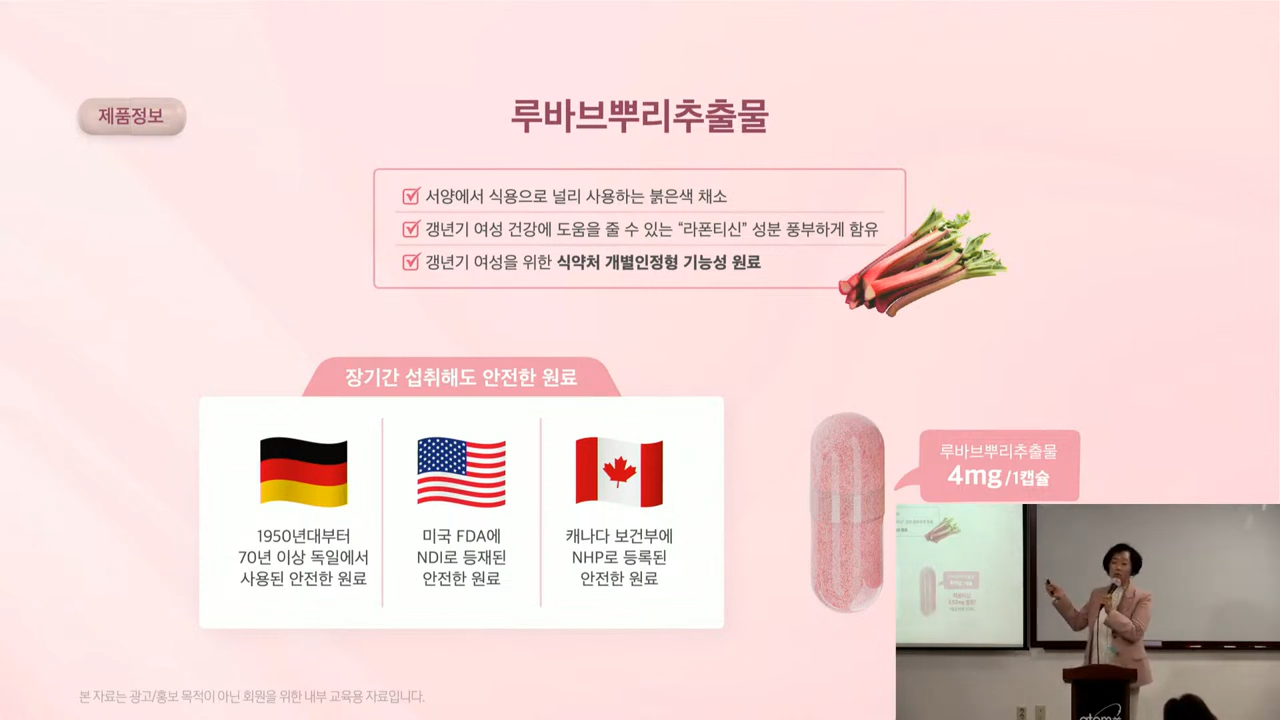 제품정보
루바브뿌리추출물
서양에서 식용으로 널리 사용하는 붉은색 채소
갱년기 여성 건강에 도움을 줄 수 있는 “라폰티신” 성분 풍부하게 함유
갱년기 여성을 위한 식약처 개별인정형 기능성 원료
장기간 섭취해도 안전한 원료
1950년대부터
70년 이상 독일에서
사용된 안전한 원료
미국 FDA에
NDI로 등재된
안전한 원료
캐나다 보건부에
NHP로 등록된
안전한 원료
루바브뿌리추출물
4mg/1캡슐
본 자료는 광고/홍보 목적이 아닌 회원을 위한 내부 교육용 자료입니다.